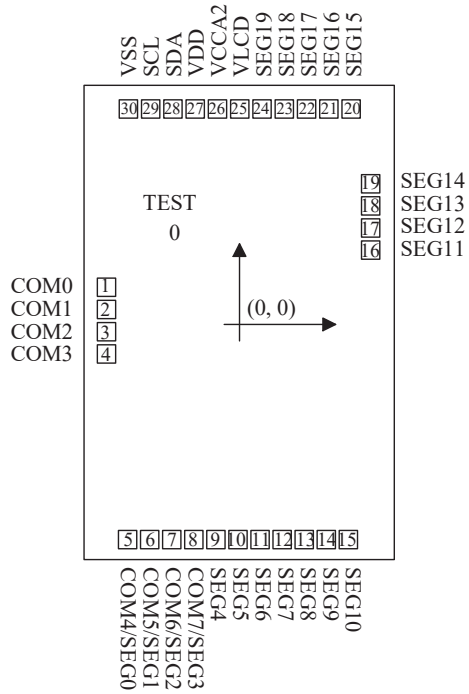 VSS
SCL
SDA
VDD
VCCA2
VLCD
SEG19
SEG18
SEG17
SEG16
SEG15
30 29 28 27 26 25 24 23 22 21 20
19 SEG14
18 SEG13
17 SEG12
16 SEG11
TEST
0
COM0 1
COM1 2
COM2 3
COM3 4
(0, 0)
5 6 7 8 9 10 11 12 13 14 15
COM4/SEG0
COM5/SEG1
COM6/SEG2
COM7/SEG3
SEG4
SEG5
SEG6
SEG7
SEG8
SEG9
SEG10